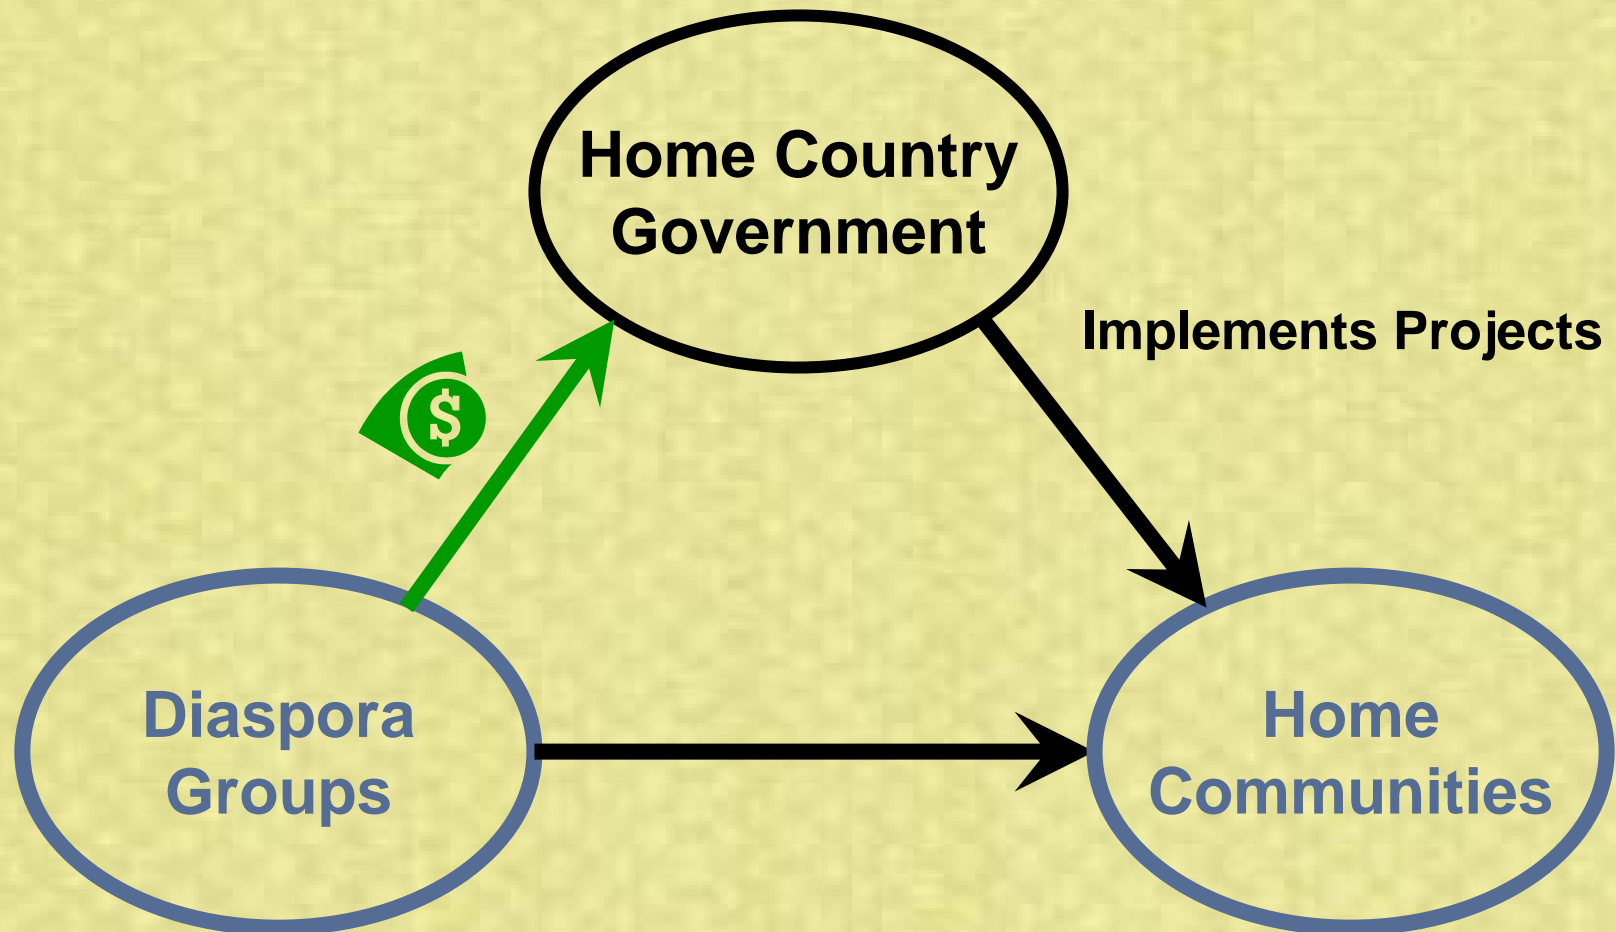 Home Country
Government
Implements Projects
$
Diaspora
Groups
Home
Communities